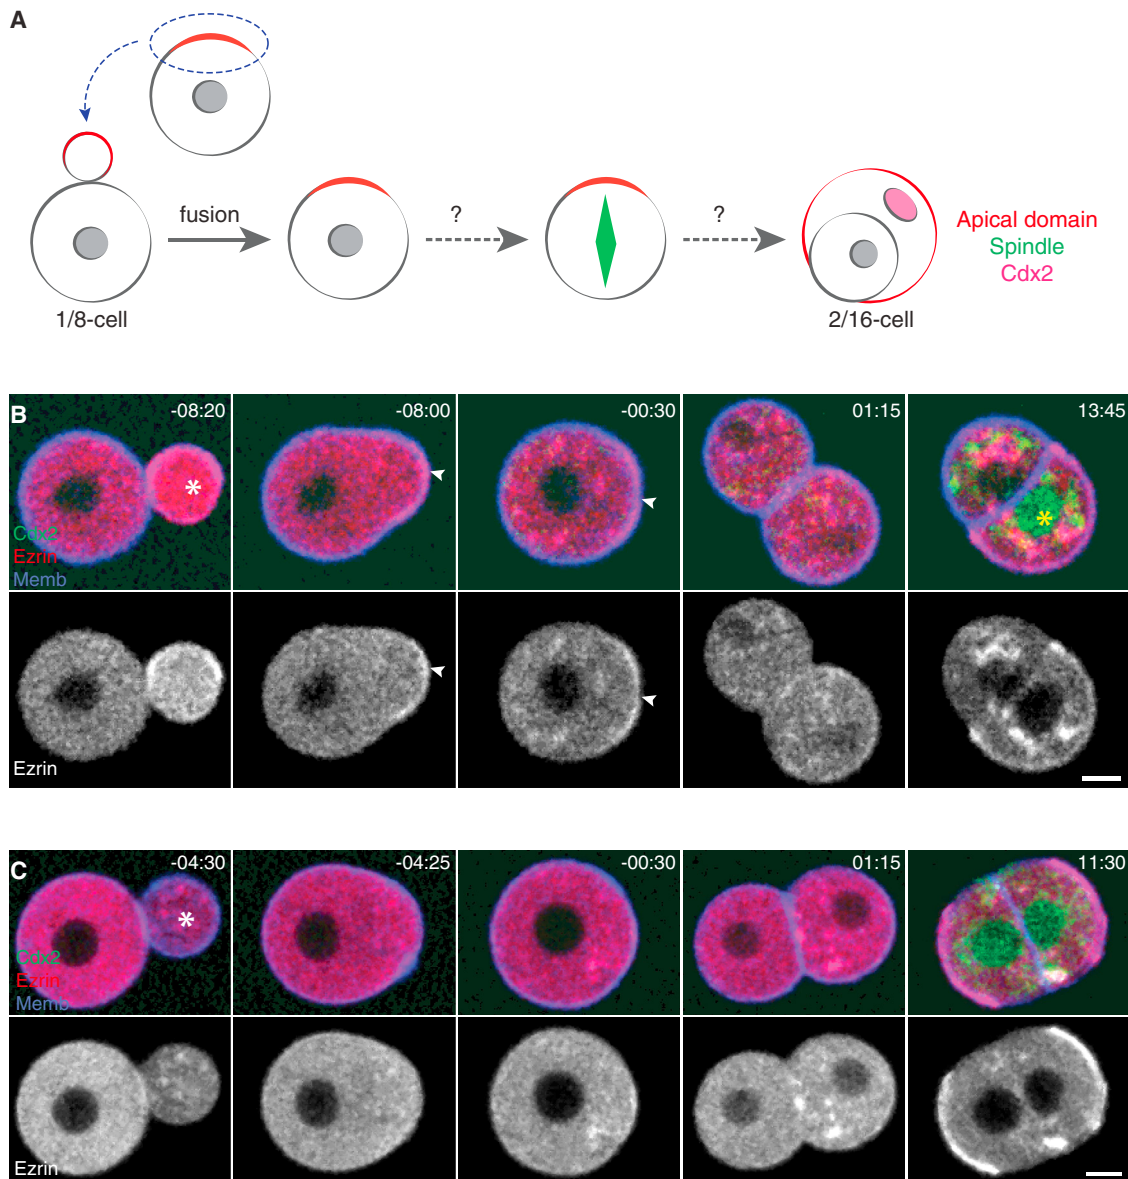 A
fusion
?
?
Apical domain
Spindle
Cdx2
1/8-cell
2/16-cell
B
-08:20
-08:00
-00:30
01:15
13:45
*
*
Cdx2
Ezrin
Memb
Ezrin
C
-04:30
-04:25
-00:30
01:15
11:30
*
Cdx2
Ezrin
Memb
Ezrin